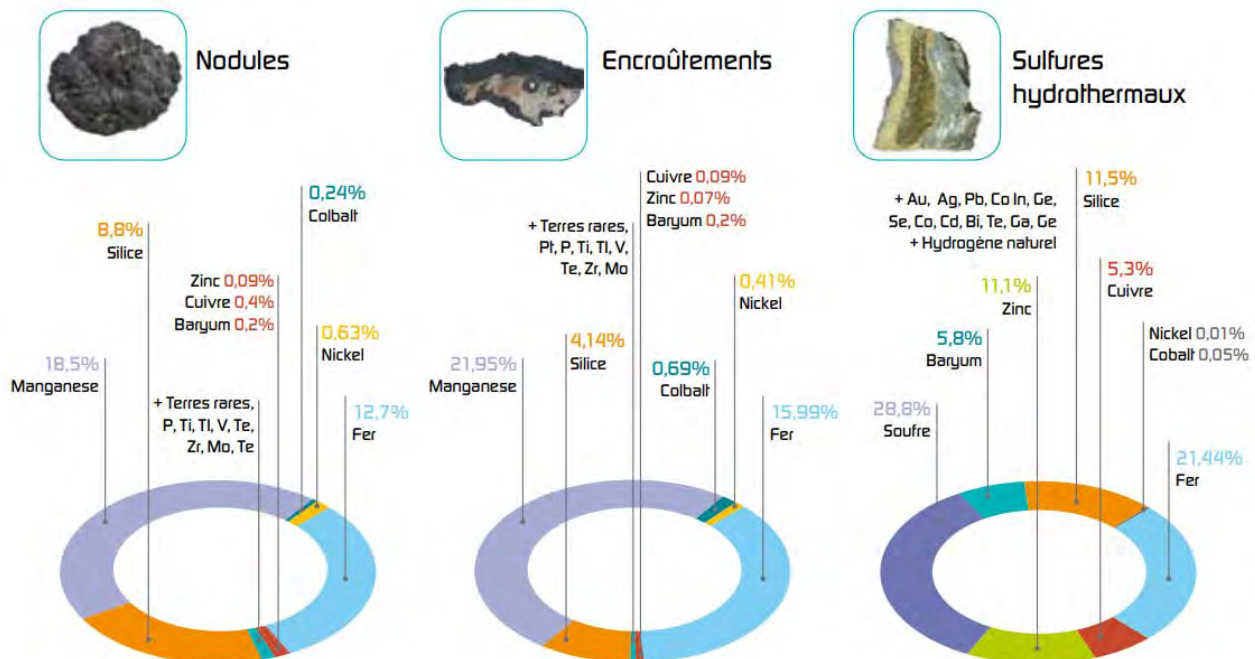 Nodules
0,24%
Colbalt
8,8%
Silice
Zinc 0,09%
Cuivre 0,4%
Baryum 0,2%
0,63%
Nickel
18,5%
Manganese
+ Terres rares,
P, Ti, Tl, V, Te,
Zr, Mo, Te
12,7%
Fer
Encroûtements
Cuivre 0,09%
Zinc 0,07%
Baryum 0,2%
+ Terres rares,
Pt, P, Ti, Tl, V,
Te, Zr, Mo
0,41%
Nickel
4,14%
Silice
21,95%
Manganese
0,69%
Colbalt
15,99%
Fer
Sulfures
hydrothermaux
11,5%
Silice
+ Au, Ag, Pb, Co In, Ge,
Se, Co, Cd, Bi, Te, Ga, Ge
+ Hydrogène naturel
5,3%
Cuivre
11,1%
Zinc
Nickel 0,01%
Cobalt 0,05%
5,8%
Baryum
28,8%
Soufre
21,44%
Fer